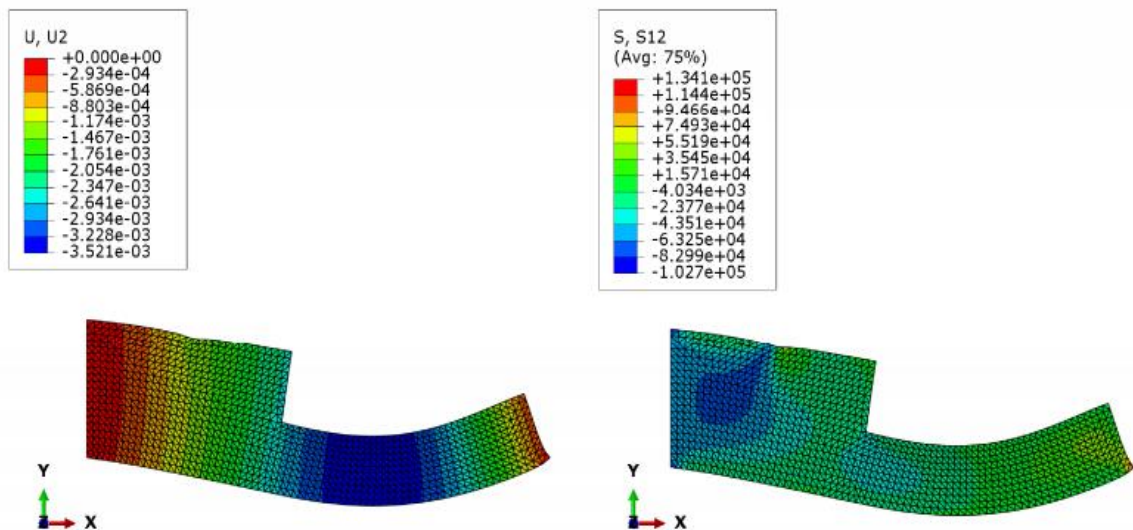 U, U2
+0.000e+00
-2.934e-04
-5.869e-04
-8.803e-04
-1.174e-03
-1.467e-03
-1.761e-03
-2.054e-03
-2.347e-03
-2.641e-03
-2.934e-03
-3.228e-03
-3.521e-03
S, S12
(Avg: 75%)
+1.341e+05
+1.144e+05
+9.466e+04
+7.493e+04
+5.519e+04
+3.545e+04
+1.571e+04
-4.034e+03
-2.377e+04
-4.351e+04
-6.325e+04
-8.299e+04
-1.027e+05
Y
X
Y
X